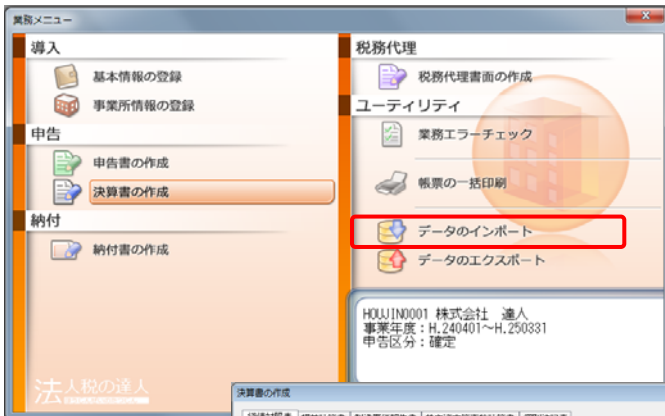 業務メニュー
導入
基本情報の登録
事業所情報の登録
申告
申告書の作成
決算書の作成
納付
納付書の作成
法人税の達人
税務代理
税務代理書面の作成
ユーティリティ
業務エラーチェック
帳票の一括印刷
データのインポート
データのエクスポート
HOUJIN0001 株式会社 達人
事業年度:H.240401～H.250331
申告区分:確定
決算書の作成